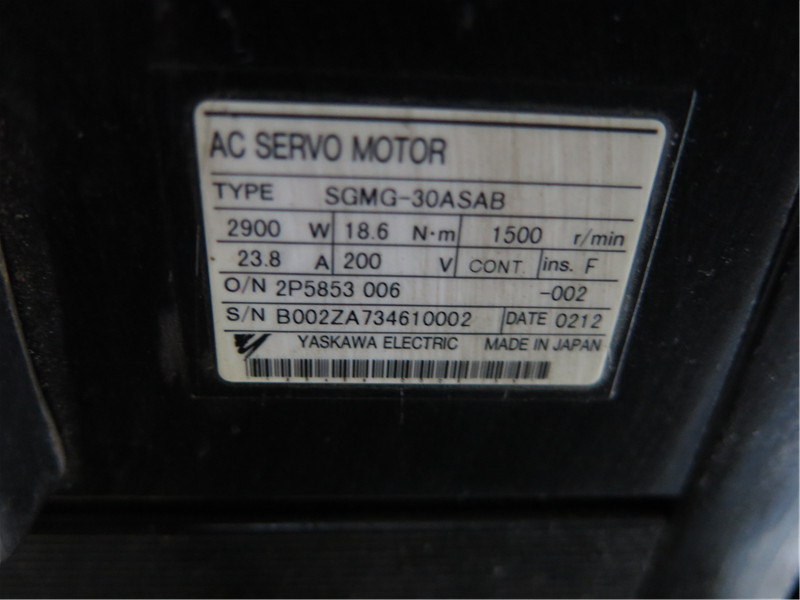 AC SERVO MOTOR
TYPE SGMG-30ASAB
2900 W 18.6 N·m 1500 r/min
23.8 A 200 V CONT. ins. F
O/N 2P5853 006 -002
S/N B002ZA734610002 DATE 0212
YASKAWA ELECTRIC MADE IN JAPAN